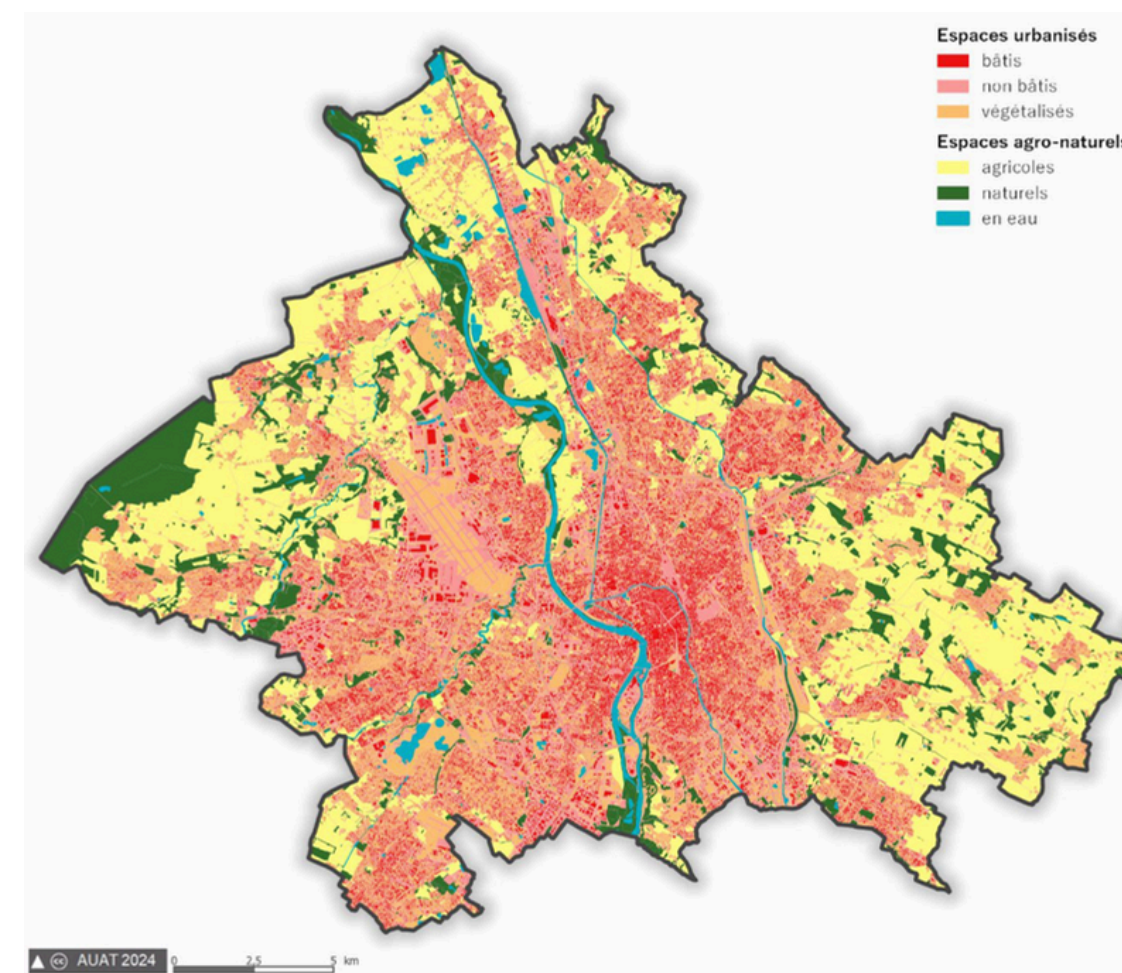 Espaces urbanisés
bâtis
non bâtis
végétalisés
Espaces agro-naturels
agricoles
naturels
en eau
cc AUAT 2024
0 2,5 5 km